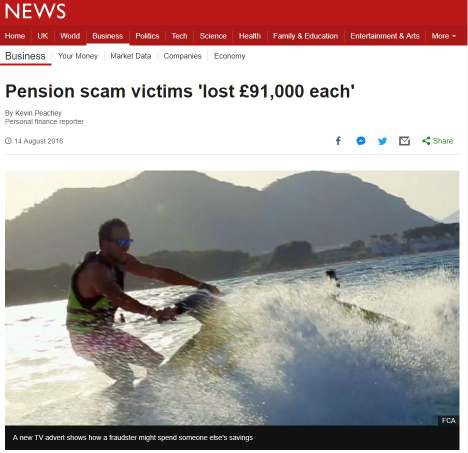 NEWS
Home UK World Business Politics Tech Science Health Family & Education Entertainment & Arts More
Business Your Money Market Data Companies Economy
Pension scam victims 'lost £91,000 each'
By Kevin Peachey
Personal finance reporter
14 August 2016 Share
FCA
A new TV advert shows how a fraudster might spend someone else's savings